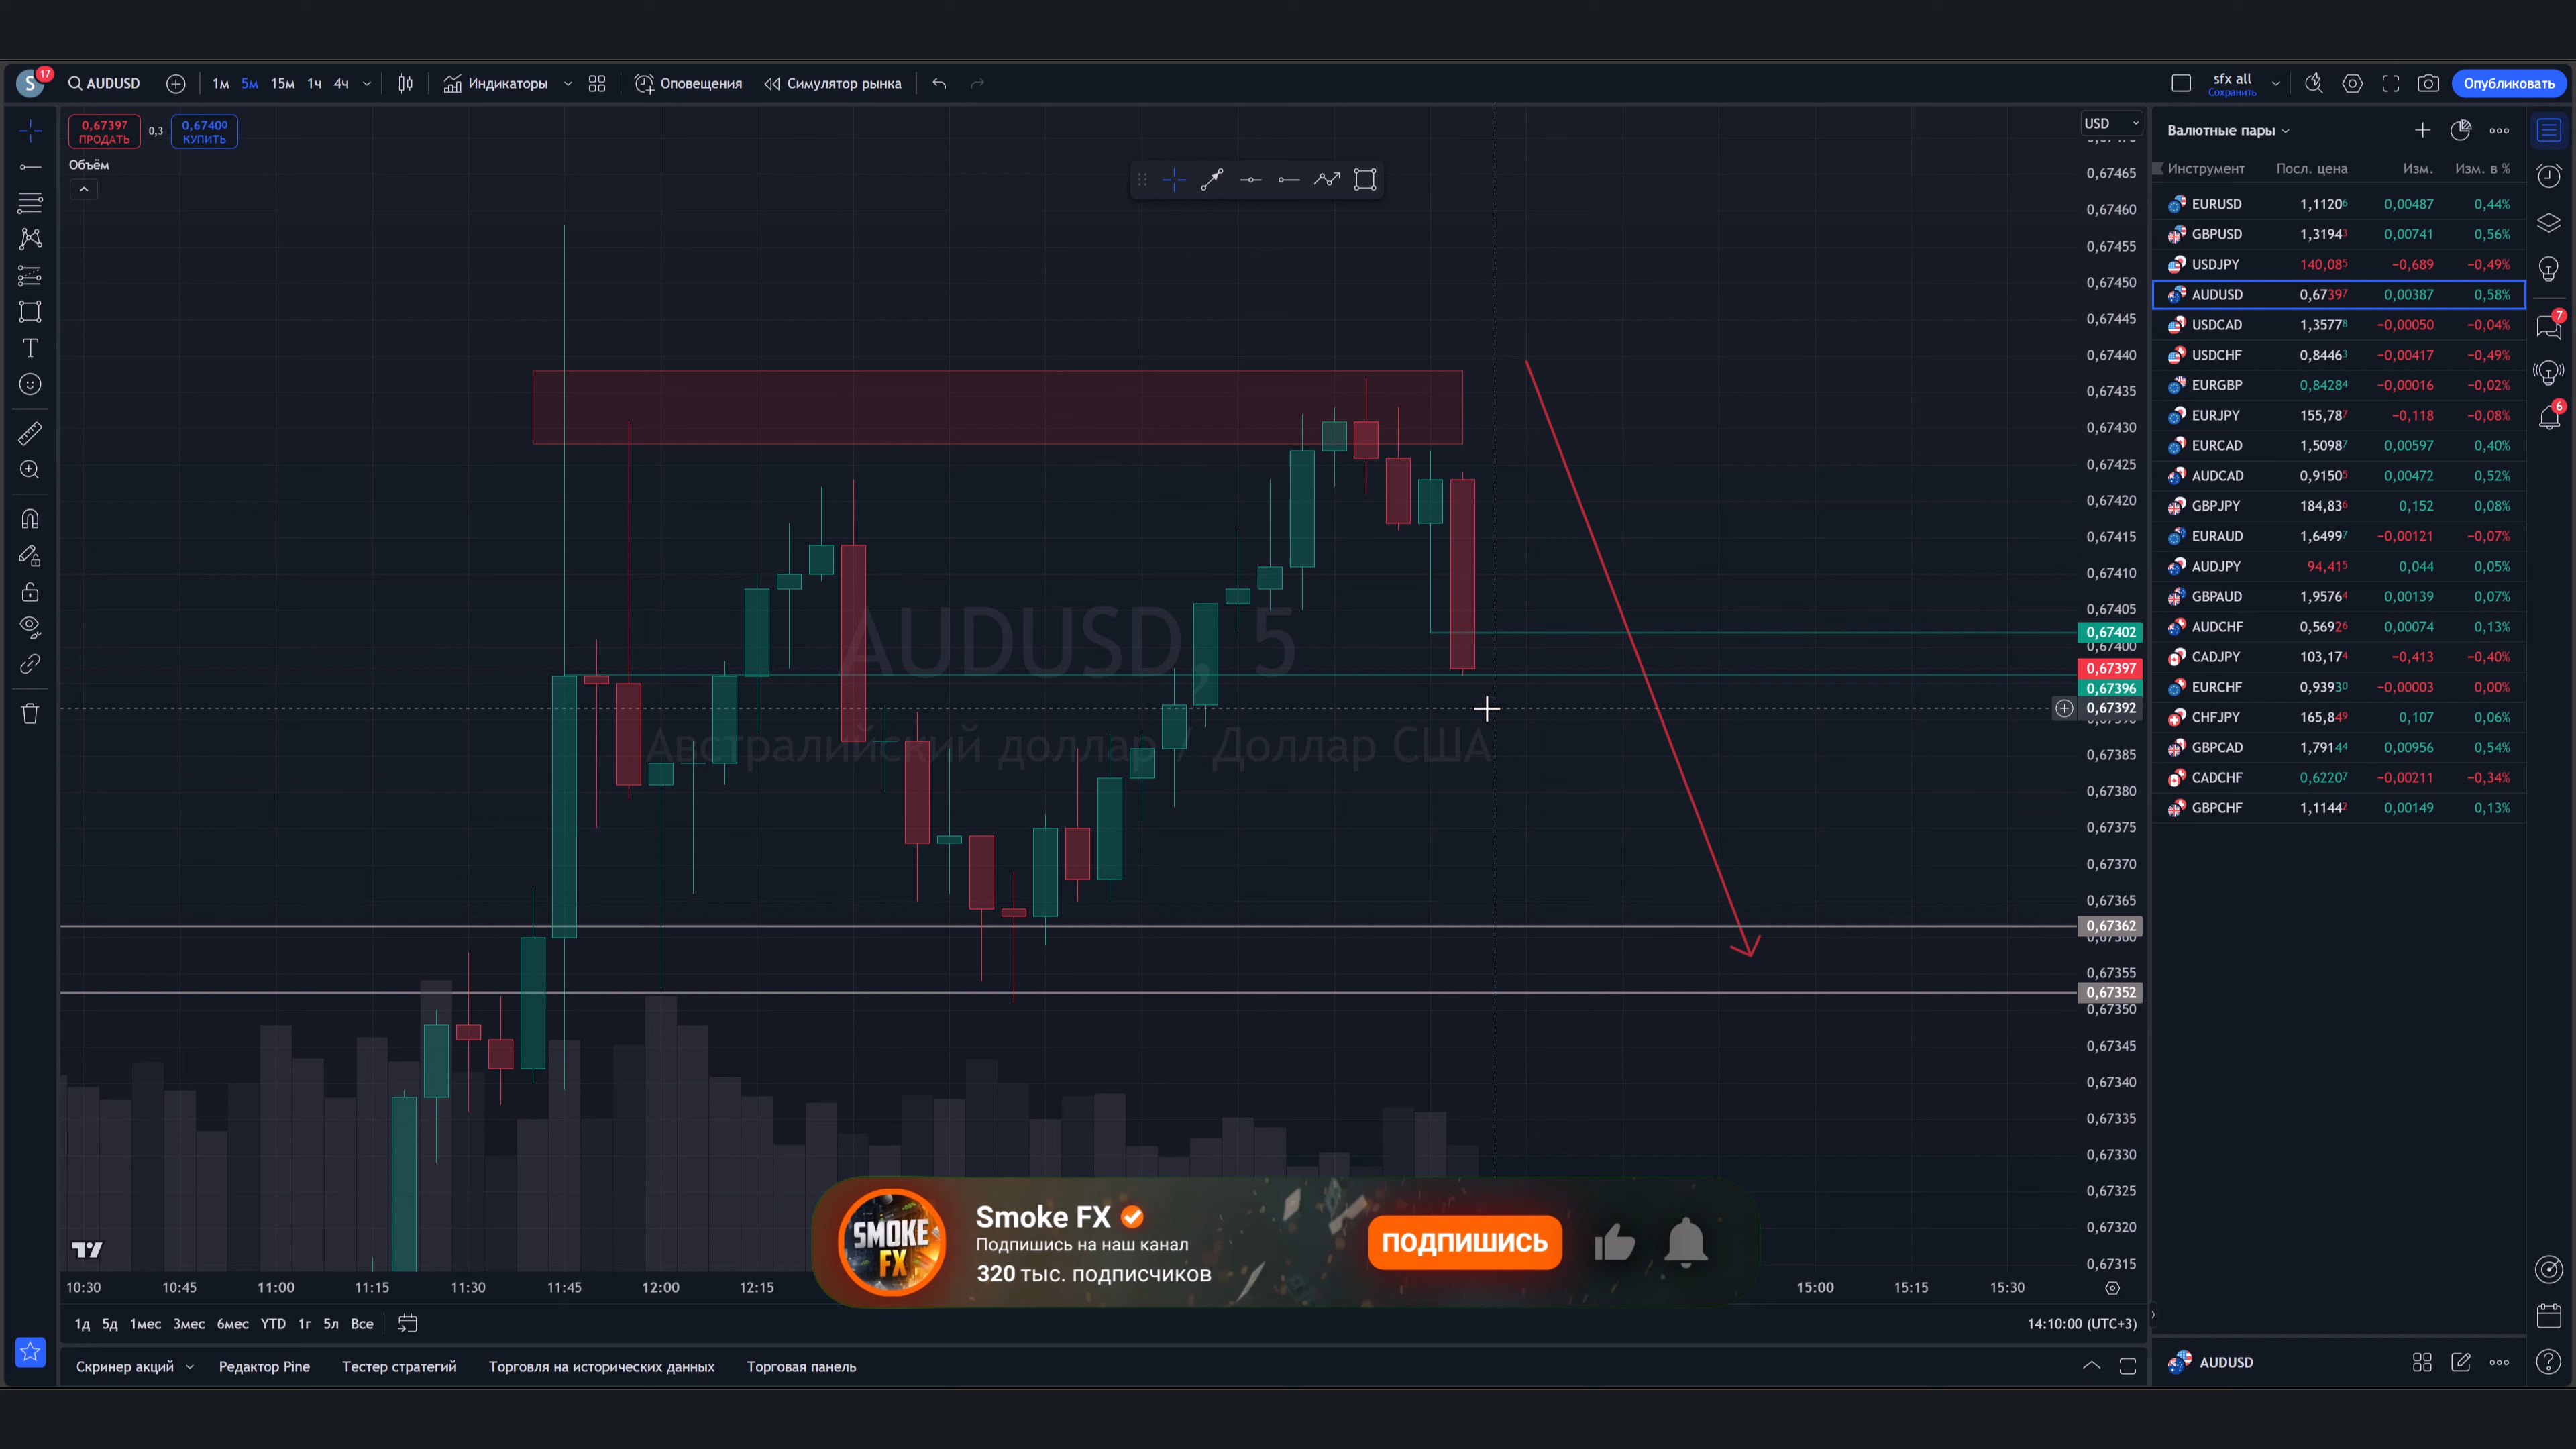 S 17 AUDUSD 1м 5м 15м 1ч 4ч Индикаторы Оповещения Симулятор рынка sfx all Сохранить Опубликовать
0,67397 ПРОДАТЬ 0,3 0,67400 КУПИТЬ
Объём
USD
0,67465
0,67460
0,67455
0,67450
0,67445
0,67440
0,67435
0,67430
0,67425
0,67420
0,67415
0,67410
0,67405
0,67402
0,67400
0,67397
0,67396
0,67392
0,67385
0,67380
0,67375
0,67370
0,67365
0,67362
0,67360
0,67355
0,67352
0,67350
0,67345
0,67340
0,67335
0,67330
0,67325
0,67320
0,67315
AUDUSD, 5
Австралийский доллар / Доллар США
SMOKE FX
Smoke FX
Подпишись на наш канал
320 тыс. подписчиков
ПОДПИШИСЬ
10:30 10:45 11:00 11:15 11:30 11:45 12:00 12:15 15:00 15:15 15:30
1д 5д 1мес 3мес 6мес YTD 1г 5л Все 14:10:00 (UTC+3)
Скринер акций Редактор Pine Тестер стратегий Торговля на исторических данных Торговая панель
Валютные пары
Инструмент Посл. цена Изм. Изм. в %
EURUSD 1,11206 0,00487 0,44%
GBPUSD 1,31943 0,00741 0,56%
USDJPY 140,085 −0,689 −0,49%
AUDUSD 0,67397 0,00387 0,58%
USDCAD 1,35778 −0,00050 −0,04%
USDCHF 0,84463 −0,00417 −0,49%
EURGBP 0,84284 −0,00016 −0,02%
EURJPY 155,787 −0,118 −0,08%
EURCAD 1,50987 0,00597 0,40%
AUDCAD 0,91505 0,00472 0,52%
GBPJPY 184,836 0,152 0,08%
EURAUD 1,64997 −0,00121 −0,07%
AUDJPY 94,415 0,044 0,05%
GBPAUD 1,95764 0,00139 0,07%
AUDCHF 0,56926 0,00074 0,13%
CADJPY 103,174 −0,413 −0,40%
EURCHF 0,93930 −0,00003 0,00%
CHFJPY 165,849 0,107 0,06%
GBPCAD 1,79144 0,00956 0,54%
CADCHF 0,62207 −0,00211 −0,34%
GBPCHF 1,11442 0,00149 0,13%
AUDUSD
7
6